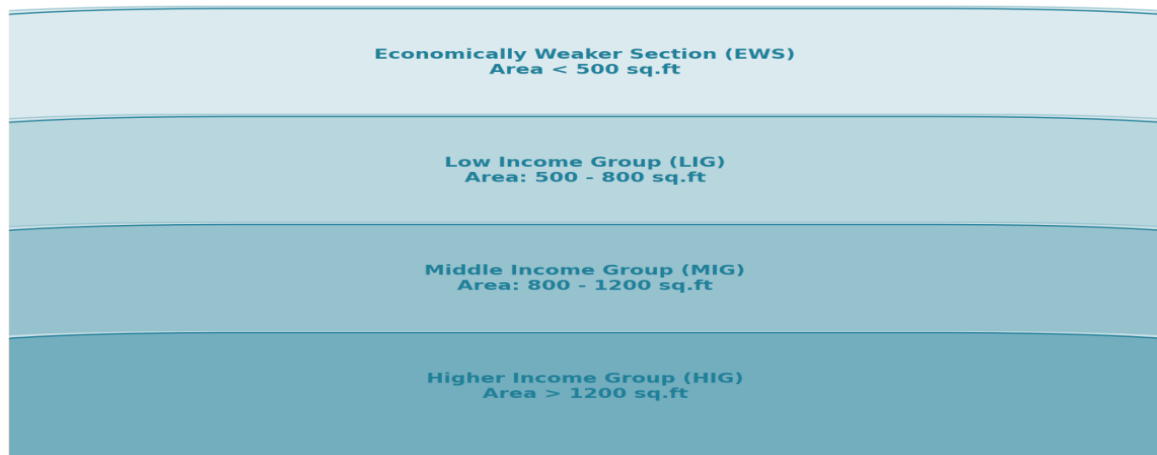 Economically Weaker Section (EWS)
Area < 500 sq.ft
Low Income Group (LIG)
Area: 500 - 800 sq.ft
Middle Income Group (MIG)
Area: 800 - 1200 sq.ft
Higher Income Group (HIG)
Area > 1200 sq.ft